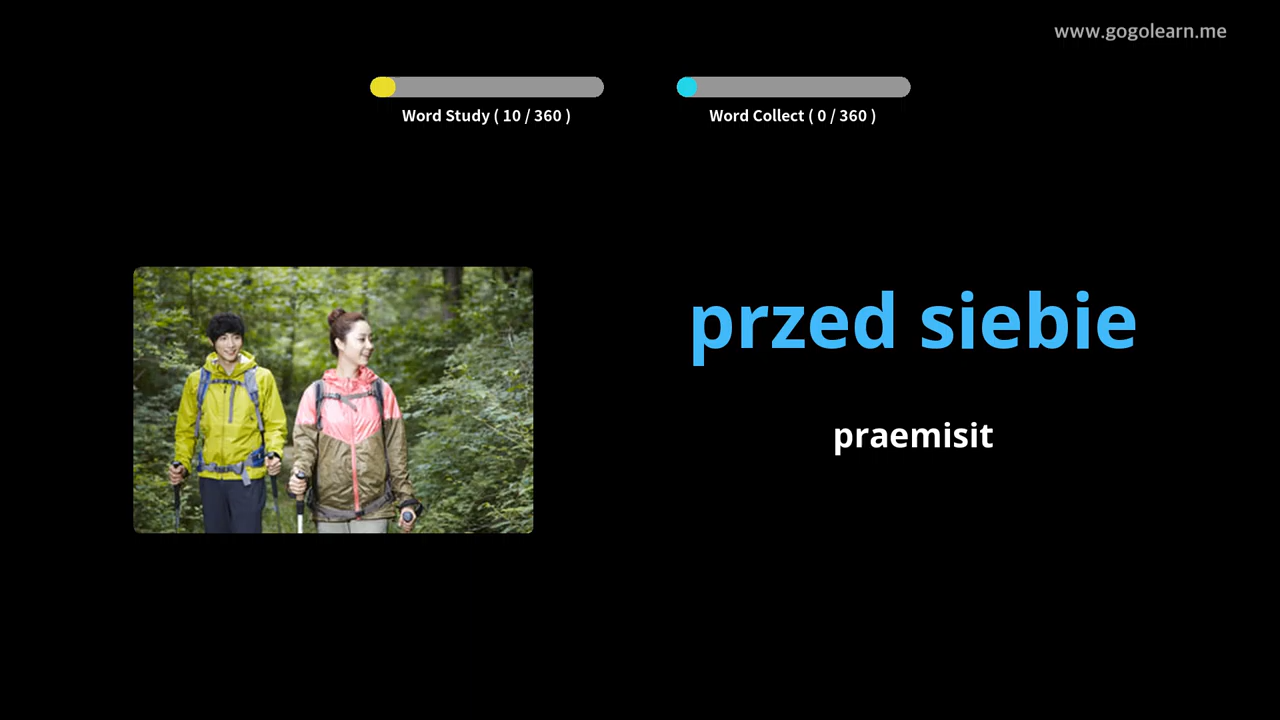 www.gogolearn.me
Word Study ( 10 / 360 )
Word Collect ( 0 / 360 )
przed siebie
praemisit